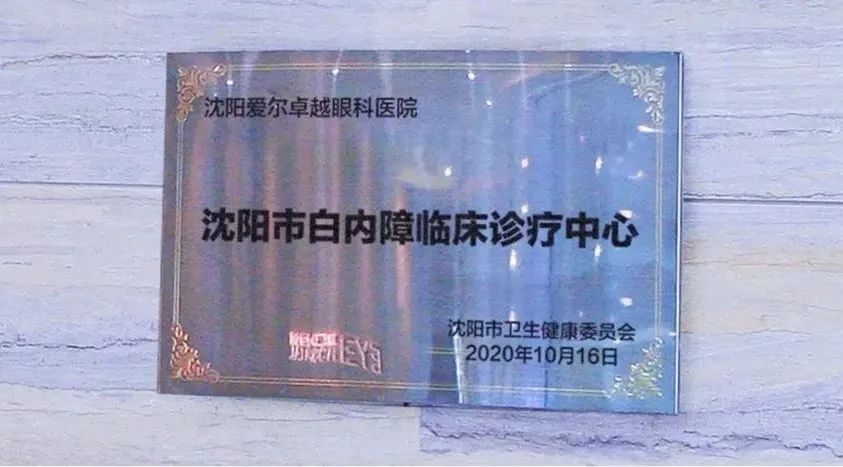 沈阳爱尔卓越眼科医院
沈阳市白内障临床诊疗中心
沈阳市卫生健康委员会
2020年10月16日